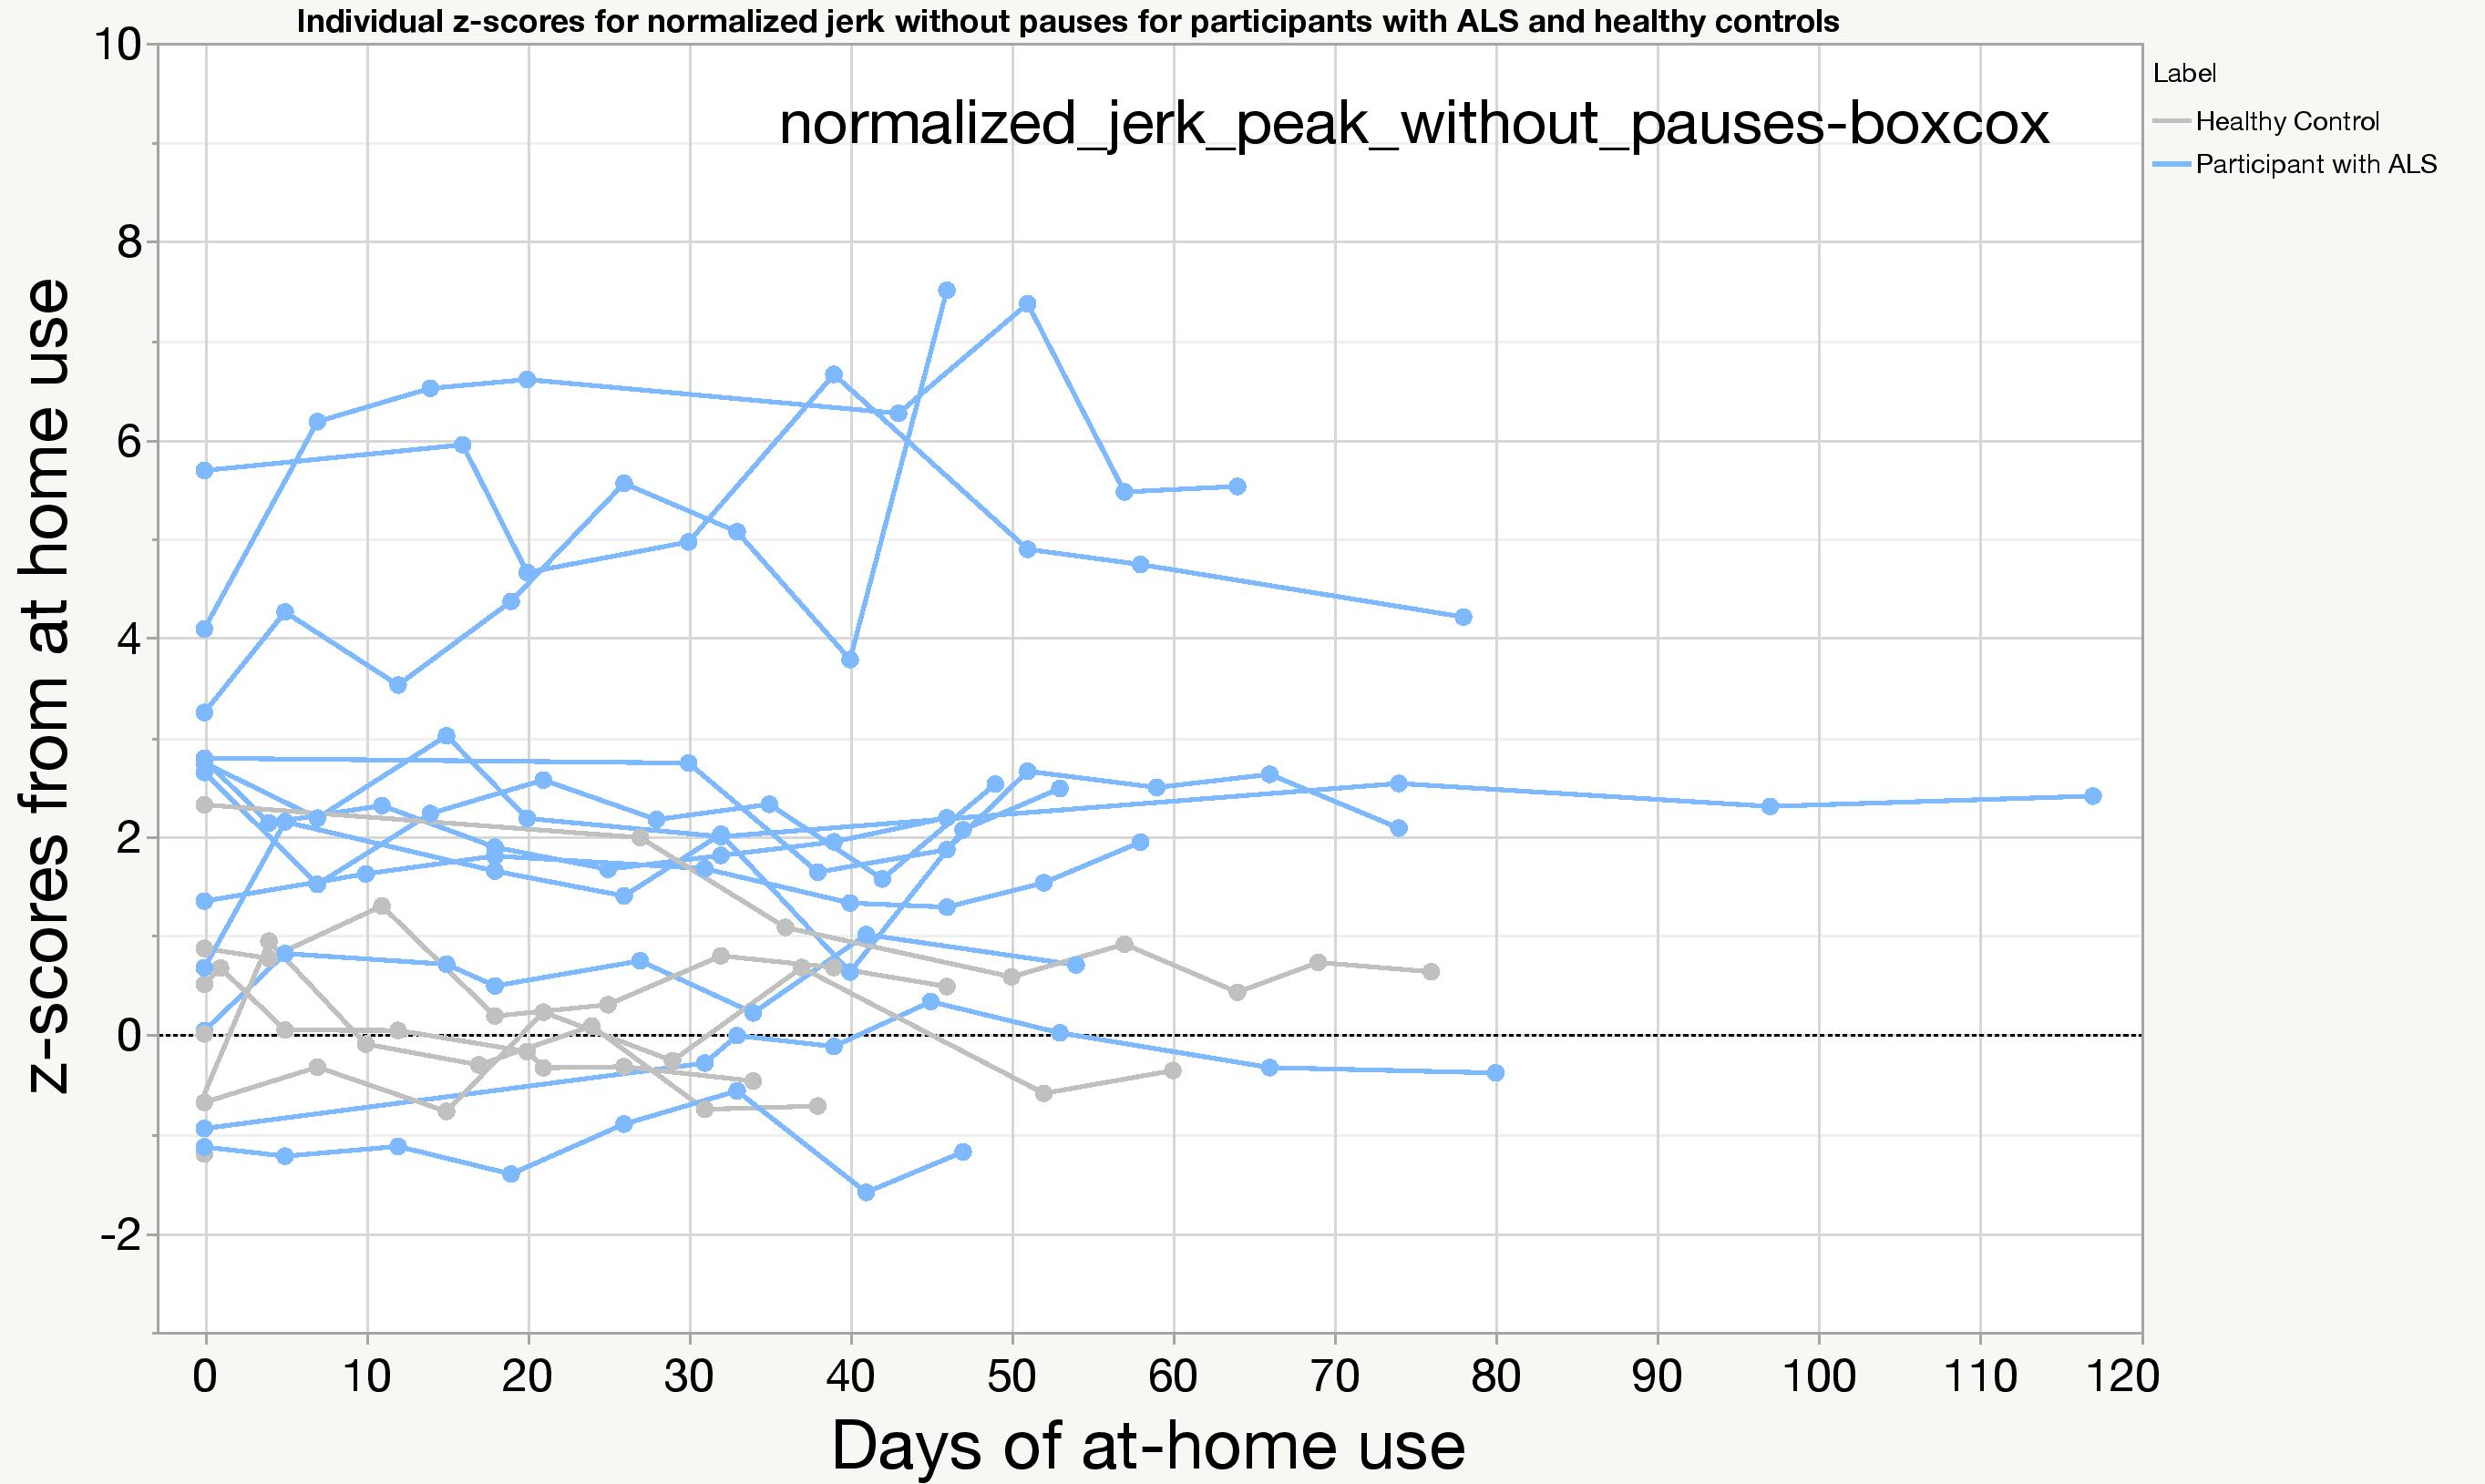 Individual z-scores for normalized jerk without pauses for participants with ALS and healthy controls
normalized_jerk_peak_without_pauses-boxcox
Label
Healthy Control
Participant with ALS
z-scores from at home use
10
8
6
4
2
0
-2
0 10 20 30 40 50 60 70 80 90 100 110 120
Days of at-home use